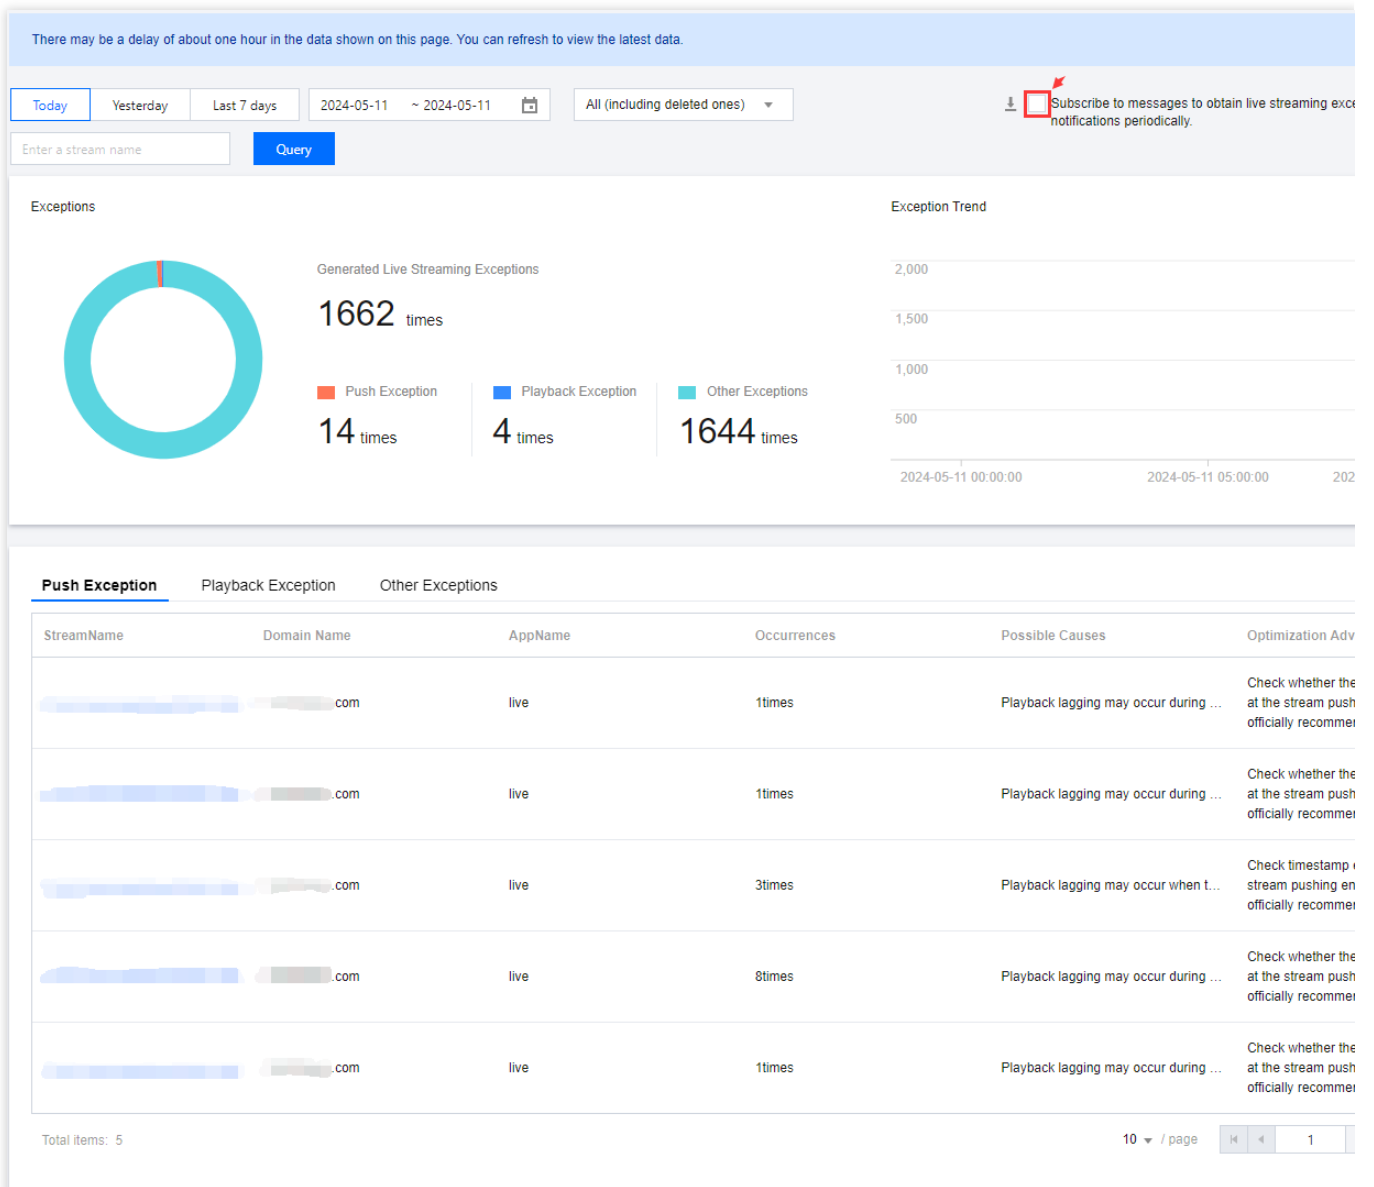 There may be a delay of about one hour in the data shown on this page. You can refresh to view the latest data.
Today Yesterday Last 7 days 2024-05-11 ~ 2024-05-11 All (including deleted ones) Subscribe to messages to obtain live streaming
notifications periodically.
Enter a stream name Query
Exceptions Exception Trend
Generated Live Streaming Exceptions
1662 times
Push Exception Playback Exception Other Exceptions
14 times 4 times 1644 times
2,000
1,500
1,000
500
2024-05-11 00:00:00 2024-05-11 05:00:00 202
Push Exception Playback Exception Other Exceptions
StreamName Domain Name AppName Occurrences Possible Causes Optimization Adv
Check whether the
.com live 1times Playback lagging may occur during ... at the stream push
officially recommer
Check whether the
.com live 1times Playback lagging may occur during ... at the stream push
officially recommer
Check timestamp
.com live 3times Playback lagging may occur when t... stream pushing en
officially recommer
Check whether the
.com live 8times Playback lagging may occur during ... at the stream push
officially recommer
Check whether the
.com live 1times Playback lagging may occur during ... at the stream push
officially recommer
Total items: 5 10 / page 1